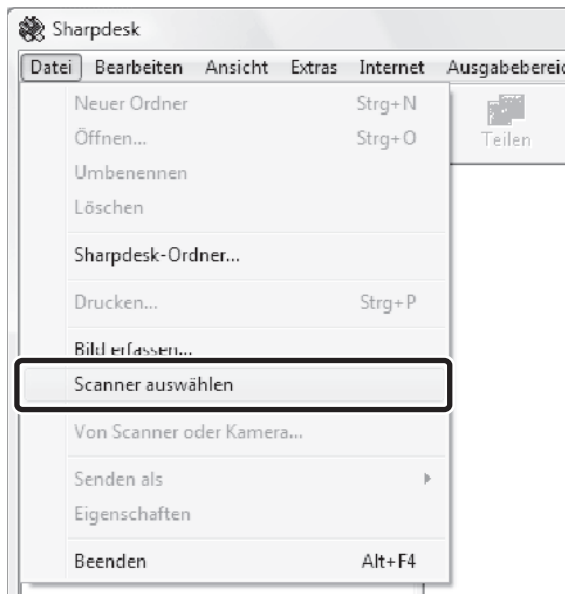 Sharpdesk
Datei Bearbeiten Ansicht Extras Internet
Neuer Ordner Strg+N
Öffnen... Strg+O
Teilen
Umbenennen
Löschen
Sharpdesk-Ordner...
Drucken... Strg+P
Bild erfassen...
Scanner auswählen
Von Scanner oder Kamera...
Senden als
Eigenschaften
Beenden Alt+F4